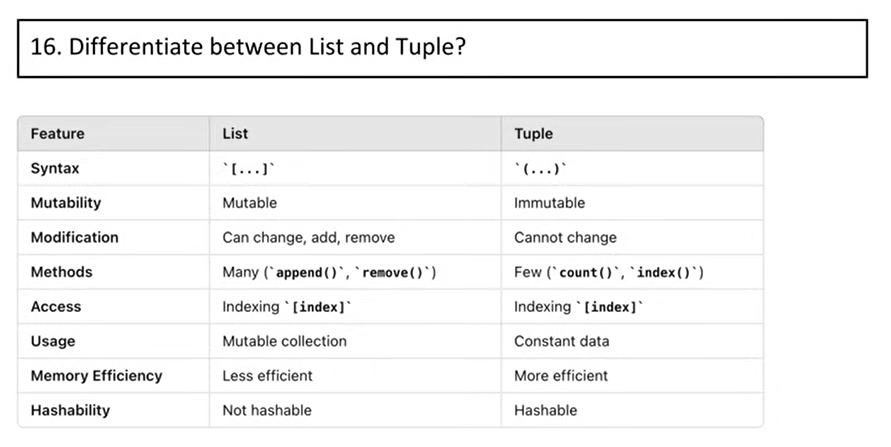 16. Differentiate between List and Tuple?
Feature List Tuple
Syntax `[...]` `(...)`
Mutability Mutable Immutable
Modification Can change, add, remove Cannot change
Methods Many (`append()`, `remove()`) Few (`count()`, `index()`)
Access Indexing `[index]` Indexing `[index]`
Usage Mutable collection Constant data
Memory Efficiency Less efficient More efficient
Hashability Not hashable Hashable